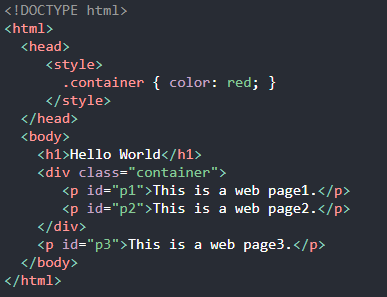 <!DOCTYPE html>
<html>
  <head>
     <style>
       .container { color: red; }
     </style>
  </head>
  <body>
    <h1>Hello World</h1>
    <div class="container">
       <p id="p1">This is a web page1.</p>
       <p id="p2">This is a web page2.</p>
    </div>
    <p id="p3">This is a web page3.</p>
  </body>
</html>